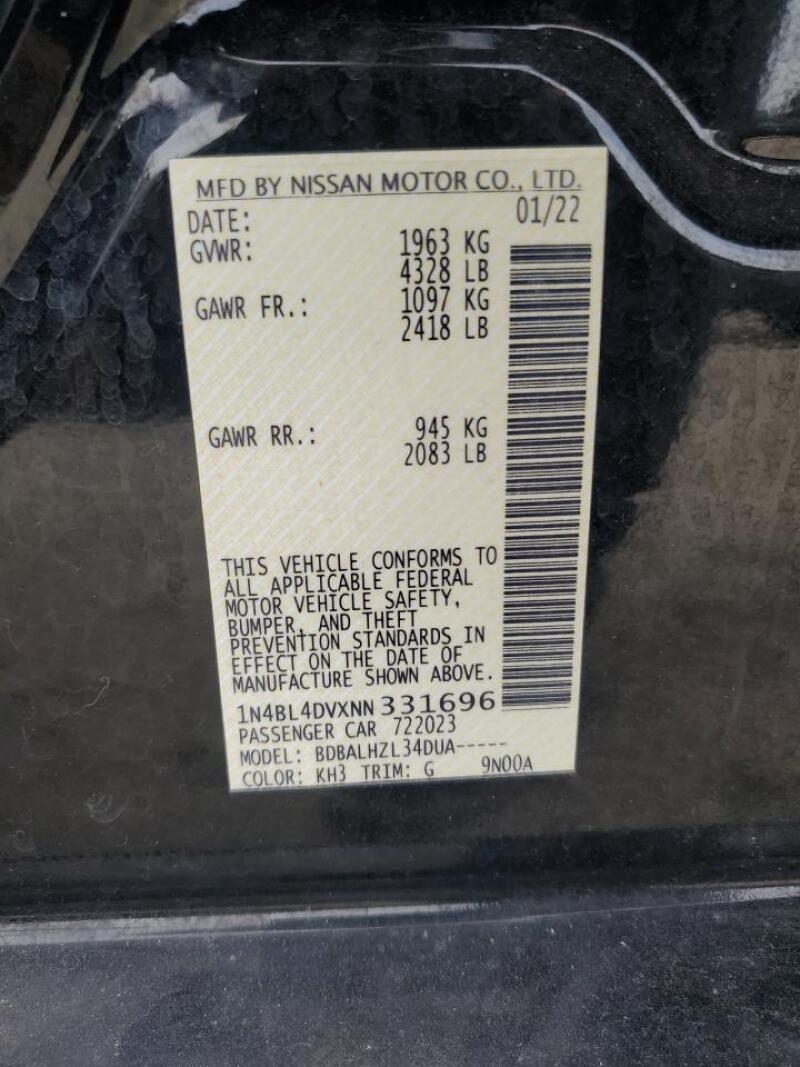 MFD BY NISSAN MOTOR CO., LTD.
DATE: 01/22
GVWR: 1963 KG
4328 LB
GAWR FR.: 1097 KG
2418 LB
GAWR RR.: 945 KG
2083 LB
THIS VEHICLE CONFORMS TO
ALL APPLICABLE FEDERAL
MOTOR VEHICLE SAFETY,
BUMPER, AND THEFT
PREVENTION STANDARDS IN
EFFECT ON THE DATE OF
MANUFACTURE SHOWN ABOVE.
1N4BL4DVXNN 331696
PASSENGER CAR 722023
MODEL: BDBALHZL34DUA-----
COLOR: KH3 TRIM: G 9N00A